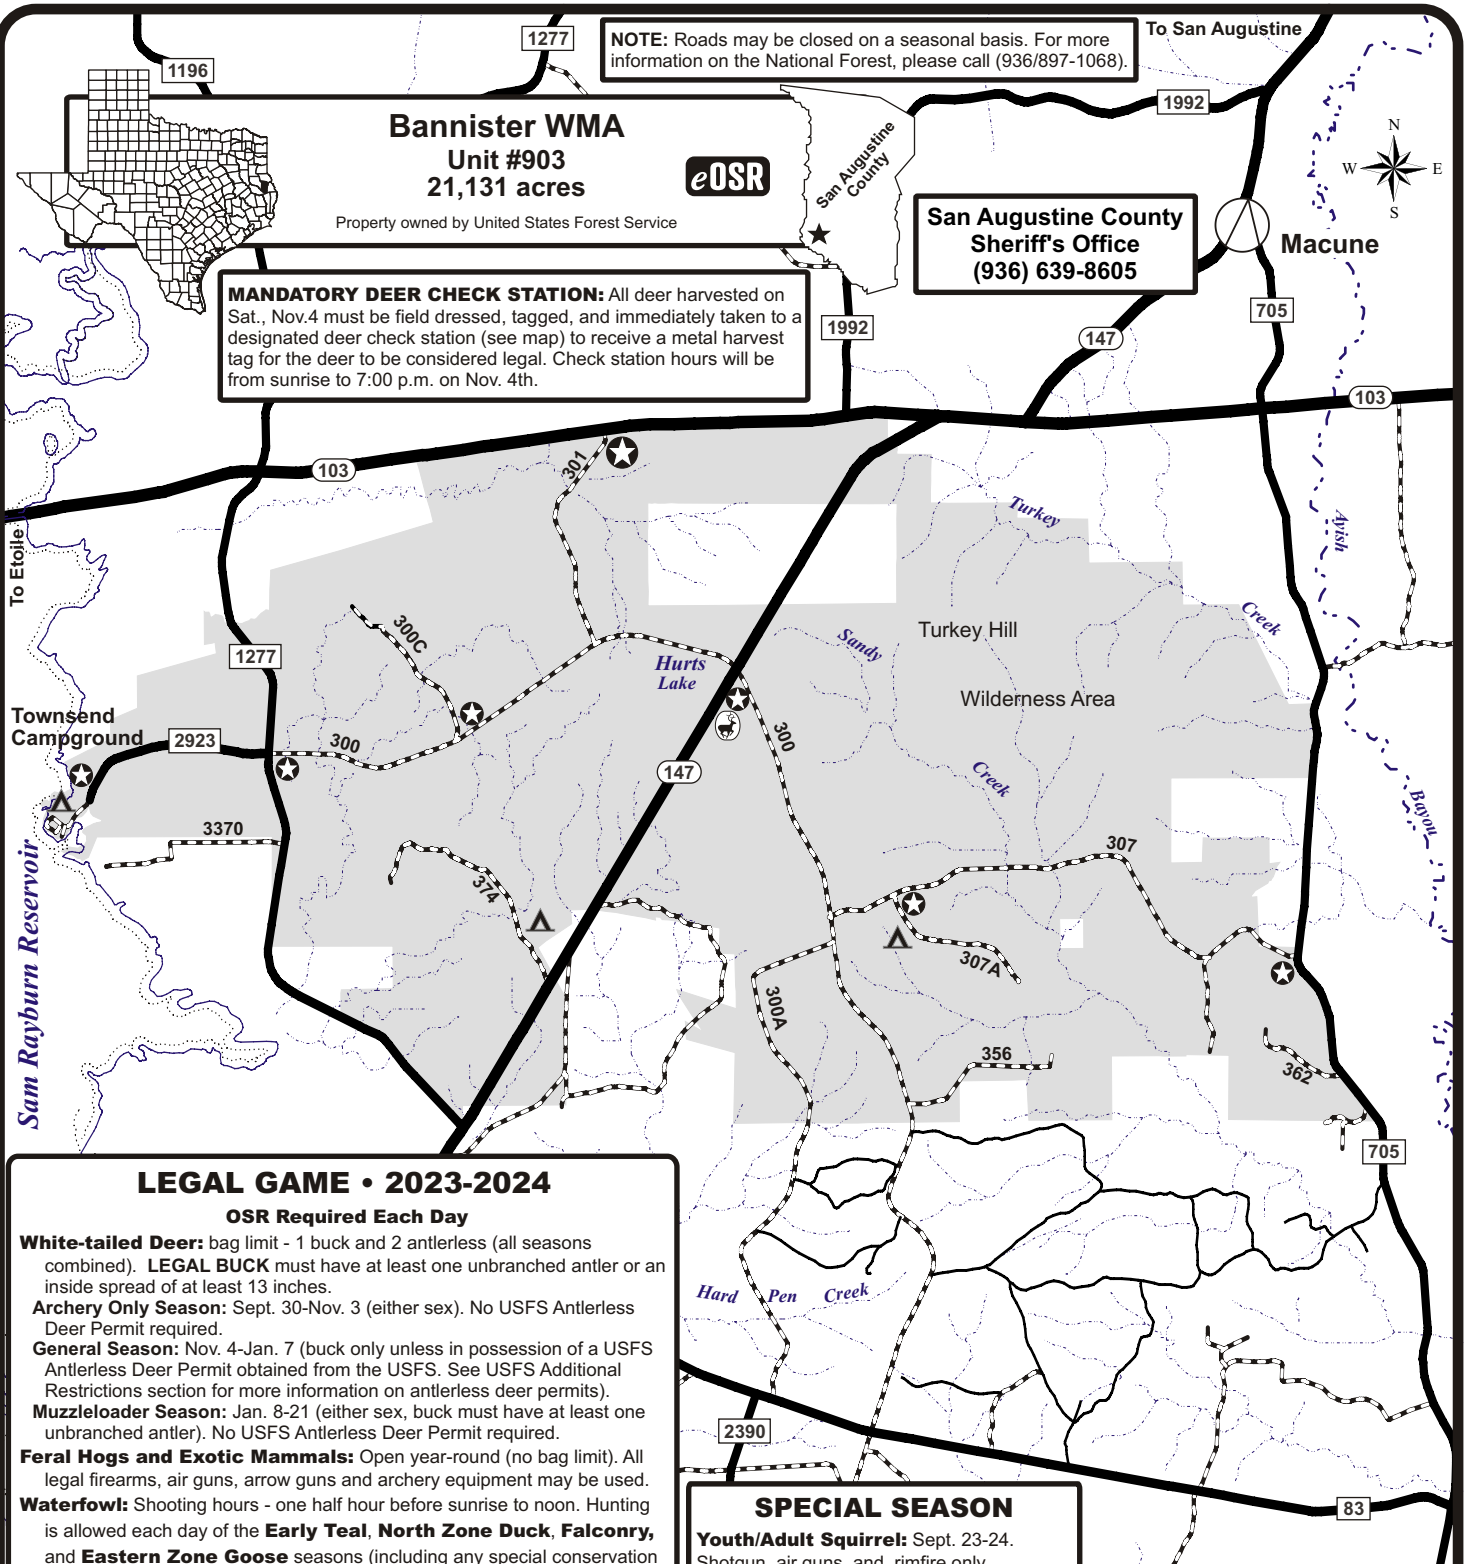 NOTE: Roads may be closed on a seasonal basis. For more
information on the National Forest, please call (936/897-1068).
To San Augustine
1277
1196
1992
Bannister WMA
Unit #903
21,131 acres
eOSR
Property owned by United States Forest Service
San Augustine
County
N
W
E
S
San Augustine County
Sheriff's Office
(936) 639-8605
Macune
MANDATORY DEER CHECK STATION: All deer harvested on
Sat., Nov.4 must be field dressed, tagged, and immediately taken to a
designated deer check station (see map) to receive a metal harvest
tag for the deer to be considered legal. Check station hours will be
from sunrise to 7:00 p.m. on Nov. 4th.
1992
705
147
103
103
301
To Etoile
Turkey
Ayish
Creek
300C
Turkey Hill
Sandy
1277
Hurts
Lake
Wilderness Area
Townsend
Campground
2923
300
300
147
Creek
Bayou
3370
307
374
Sam Rayburn Reservoir
307A
300A
356
362
705
LEGAL GAME • 2023-2024
OSR Required Each Day
White-tailed Deer: bag limit - 1 buck and 2 antlerless (all seasons
combined). LEGAL BUCK must have at least one unbranched antler or an
inside spread of at least 13 inches.
Archery Only Season: Sept. 30-Nov. 3 (either sex). No USFS Antlerless
Deer Permit required.
General Season: Nov. 4-Jan. 7 (buck only unless in possession of a USFS
Antlerless Deer Permit obtained from the USFS. See USFS Additional
Restrictions section for more information on antlerless deer permits).
Muzzleloader Season: Jan. 8-21 (either sex, buck must have at least one
unbranched antler). No USFS Antlerless Deer Permit required.
Feral Hogs and Exotic Mammals: Open year-round (no bag limit). All
legal firearms, air guns, arrow guns and archery equipment may be used.
Waterfowl: Shooting hours - one half hour before sunrise to noon. Hunting
is allowed each day of the Early Teal, North Zone Duck, Falconry,
and Eastern Zone Goose seasons (including any special conservation
Hard Pen Creek
2390
83
SPECIAL SEASON
Youth/Adult Squirrel: Sept. 23-24.
Shotgun, air guns, and rimfire only.